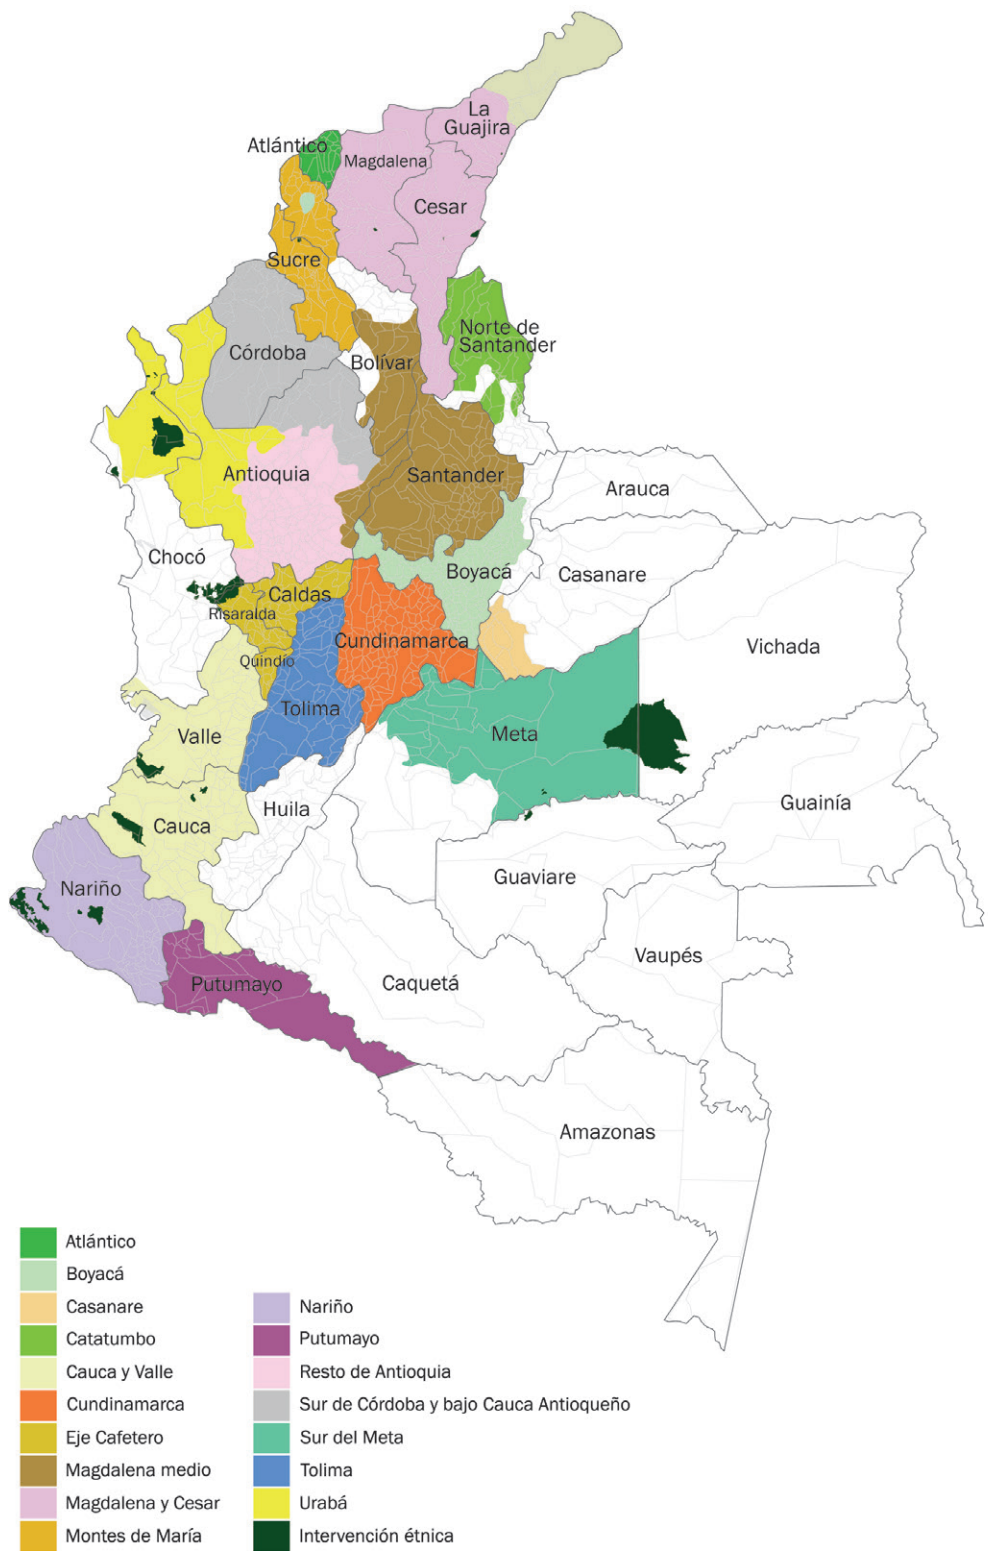 La
Guajira
Atlántico
Magdalena
Cesar
Sucre
Norte de
Santander
Córdoba
Bolívar
Antioquia
Santander
Arauca
Chocó
Boyacá
Casanare
Caldas
Risaralda
Cundinamarca
Vichada
Quindío
Tolima
Valle
Meta
Huila
Guainía
Cauca
Guaviare
Nariño
Vaupés
Putumayo
Caquetá
Amazonas
Atlántico
Boyacá
Casanare
Catatumbo
Cauca y Valle
Cundinamarca
Eje Cafetero
Magdalena medio
Magdalena y Cesar
Montes de María
Nariño
Putumayo
Resto de Antioquia
Sur de Córdoba y bajo Cauca Antioqueño
Sur del Meta
Tolima
Urabá
Intervención étnica